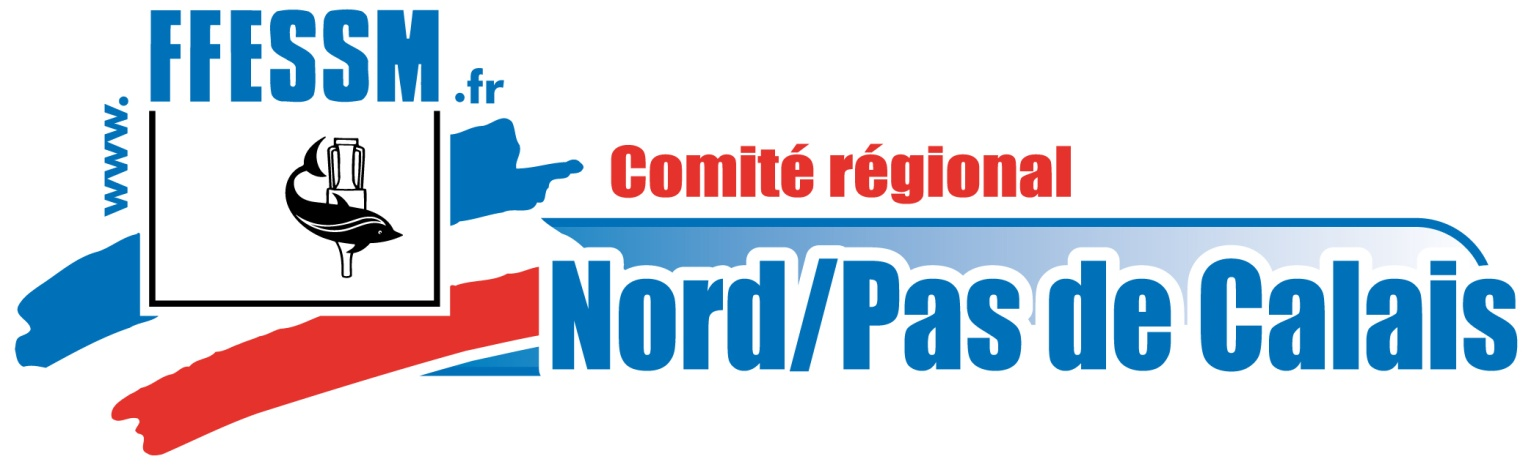 www.FFESSM.fr
Comité régional
Nord/Pas de Calais